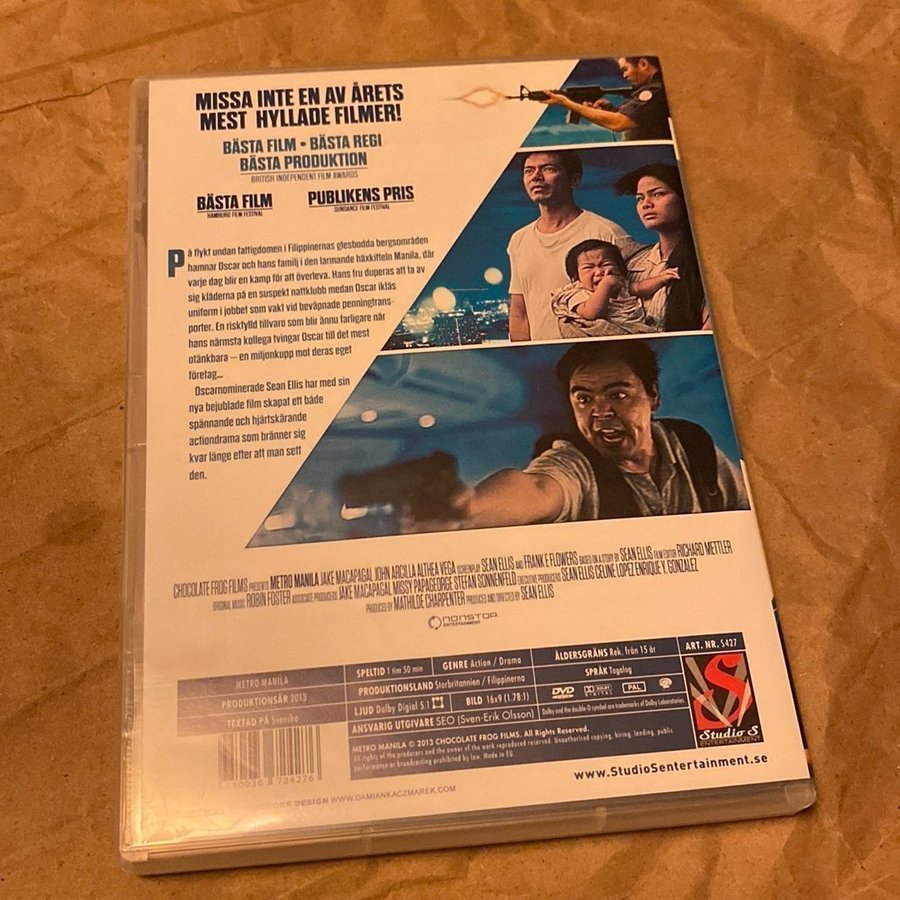 MISSA INTE EN AV ÅRETS
MEST HYLLADE FILMER!
BÄSTA FILM • BÄSTA REGI
BÄSTA PRODUKTION
BRITISH INDEPENDENT FILM AWARDS
BÄSTA FILM
HAMBURG FILM FESTIVAL
PUBLIKENS PRIS
SUNDANCE FILM FESTIVAL
På flykt undan fattigdomen i Filippinernas glesbodda bergsområden
hamnar Oscar och hans familj i den larmande häxkitteln Manila, där
varje dag blir en kamp för att överleva. Hans fru duperas att ta av
sig kläderna på en suspekt nattklubb medan Oscar ikläs
uniform i jobbet som vakt vid beväpnade penningtrans-
porter. En riskfylld tillvaro som blir ännu farligare när
hans närmsta kollega tvingar Oscar till det mest
otänkbara – en miljonkupp mot deras eget
företag...
Oscarnominerade Sean Ellis har med sin
nya bejublade film skapat ett både
spännande och hjärtskärande
actiondrama som bränner sig
kvar länge efter att man sett
den.
CHOCOLATE FROG FILMS PRESENTS METRO MANILA JAKE MACAPAGAL JOHN ARCILLA ALTHEA VEGA SCREENPLAY SEAN ELLIS AND FRANK E FLOWERS BASED ON A STORY BY SEAN ELLIS FILM EDITOR RICHARD METTLER
ORIGINAL MUSIC ROBIN FOSTER ASSOCIATE PRODUCERS JAKE MACAPAGAL MISSY PAPAGEORGE STEFAN SONNENFELD EXECUTIVE PRODUCERS SEAN ELLIS CELINE LOPEZ ENRIQUE Y. GONZALEZ
PRODUCED BY MATHILDE CHARPENTIER PRODUCED AND DIRECTED BY SEAN ELLIS
NONSTOP
ENTERTAINMENT
METRO MANILA
PRODUKTIONSÅR 2013
TEXTAD PÅ Svenska
SPELTID 1 tim 50 min
GENRE Action / Drama
PRODUKTIONSLAND Storbritannien / Filippinerna
LJUD Dolby Digial 5.1
BILD 16x9 (1.78:1)
ANSVARIG UTGIVARE SEO (Sven-Erik Olsson)
ÅLDERSGRÄNS Rek. från 15 år
SPRÅK Tagalog
DVD
DOLBY
PAL
Dolby and the double-D symbol are trademarks of Dolby Laboratories.
ART. NR. S427
S
Studio S
ENTERTAINMENT
METRO MANILA © 2013 CHOCOLATE FROG FILMS. All Rights Reserved.
All rights of the producers and the owner of the work reproduced reserved. Unauthorised copying, hiring, lending, public
performance or broadcasting prohibited by law. Made in EU.
www.StudioSentertainment.se
724276
DESIGN WWW.DAMIANKACZMAREK.COM